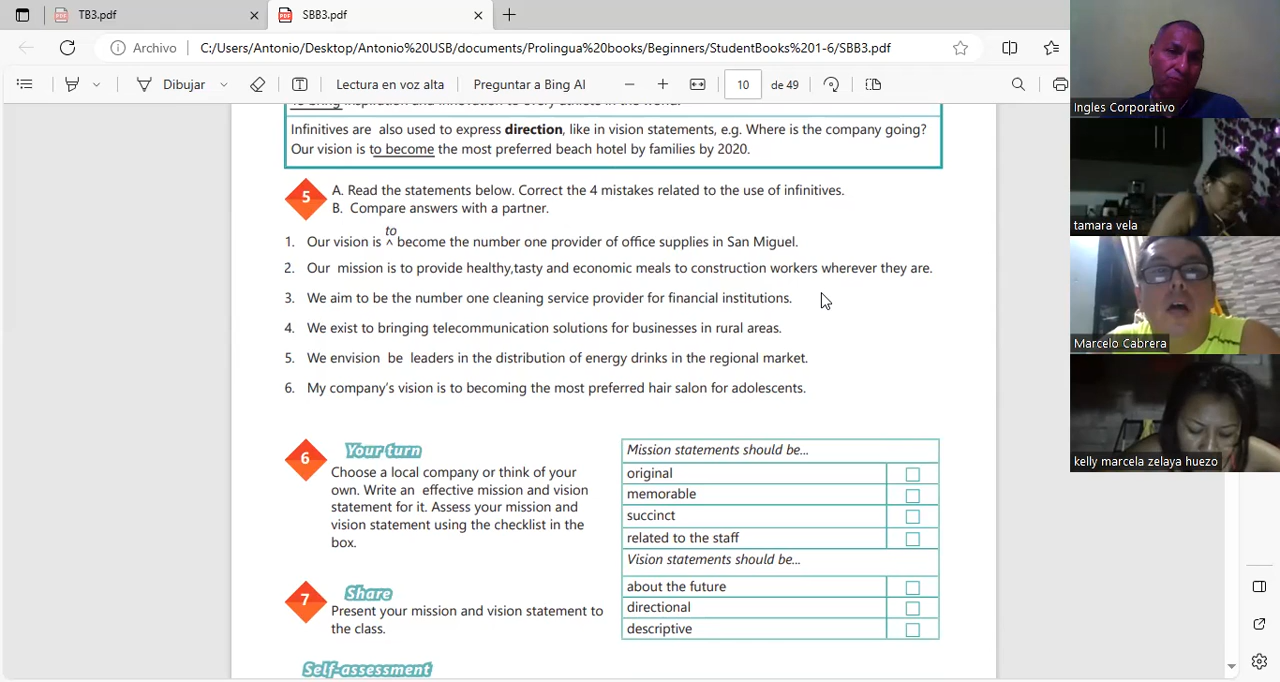 TB3.pdf
SBB3.pdf
Archivo
C:/Users/Antonio/Desktop/Antonio%20USB/documents/Prolingua%20books/Beginners/StudentBooks%201-6/SBB3.pdf
Dibujar
Lectura en voz alta
Preguntar a Bing AI
10
de 49
To bring inspiration and innovation to every athlete in the world.
Infinitives are also used to express direction, like in vision statements, e.g. Where is the company going?
Our vision is to become the most preferred beach hotel by families by 2020.
5
A. Read the statements below. Correct the 4 mistakes related to the use of infinitives.
B. Compare answers with a partner.
to
1. Our vision is ^ become the number one provider of office supplies in San Miguel.
2. Our mission is to provide healthy,tasty and economic meals to construction workers wherever they are.
3. We aim to be the number one cleaning service provider for financial institutions.
4. We exist to bringing telecommunication solutions for businesses in rural areas.
5. We envision be leaders in the distribution of energy drinks in the regional market.
6. My company's vision is to becoming the most preferred hair salon for adolescents.
6
Your turn
Choose a local company or think of your
own. Write an effective mission and vision
statement for it. Assess your mission and
vision statement using the checklist in the
box.
Mission statements should be...
original
memorable
succinct
related to the staff
Vision statements should be...
about the future
directional
descriptive
7
Share
Present your mission and vision statement to
the class.
Self-assessment
Ingles Corporativo
tamara vela
Marcelo Cabrera
kelly marcela zelaya huezo